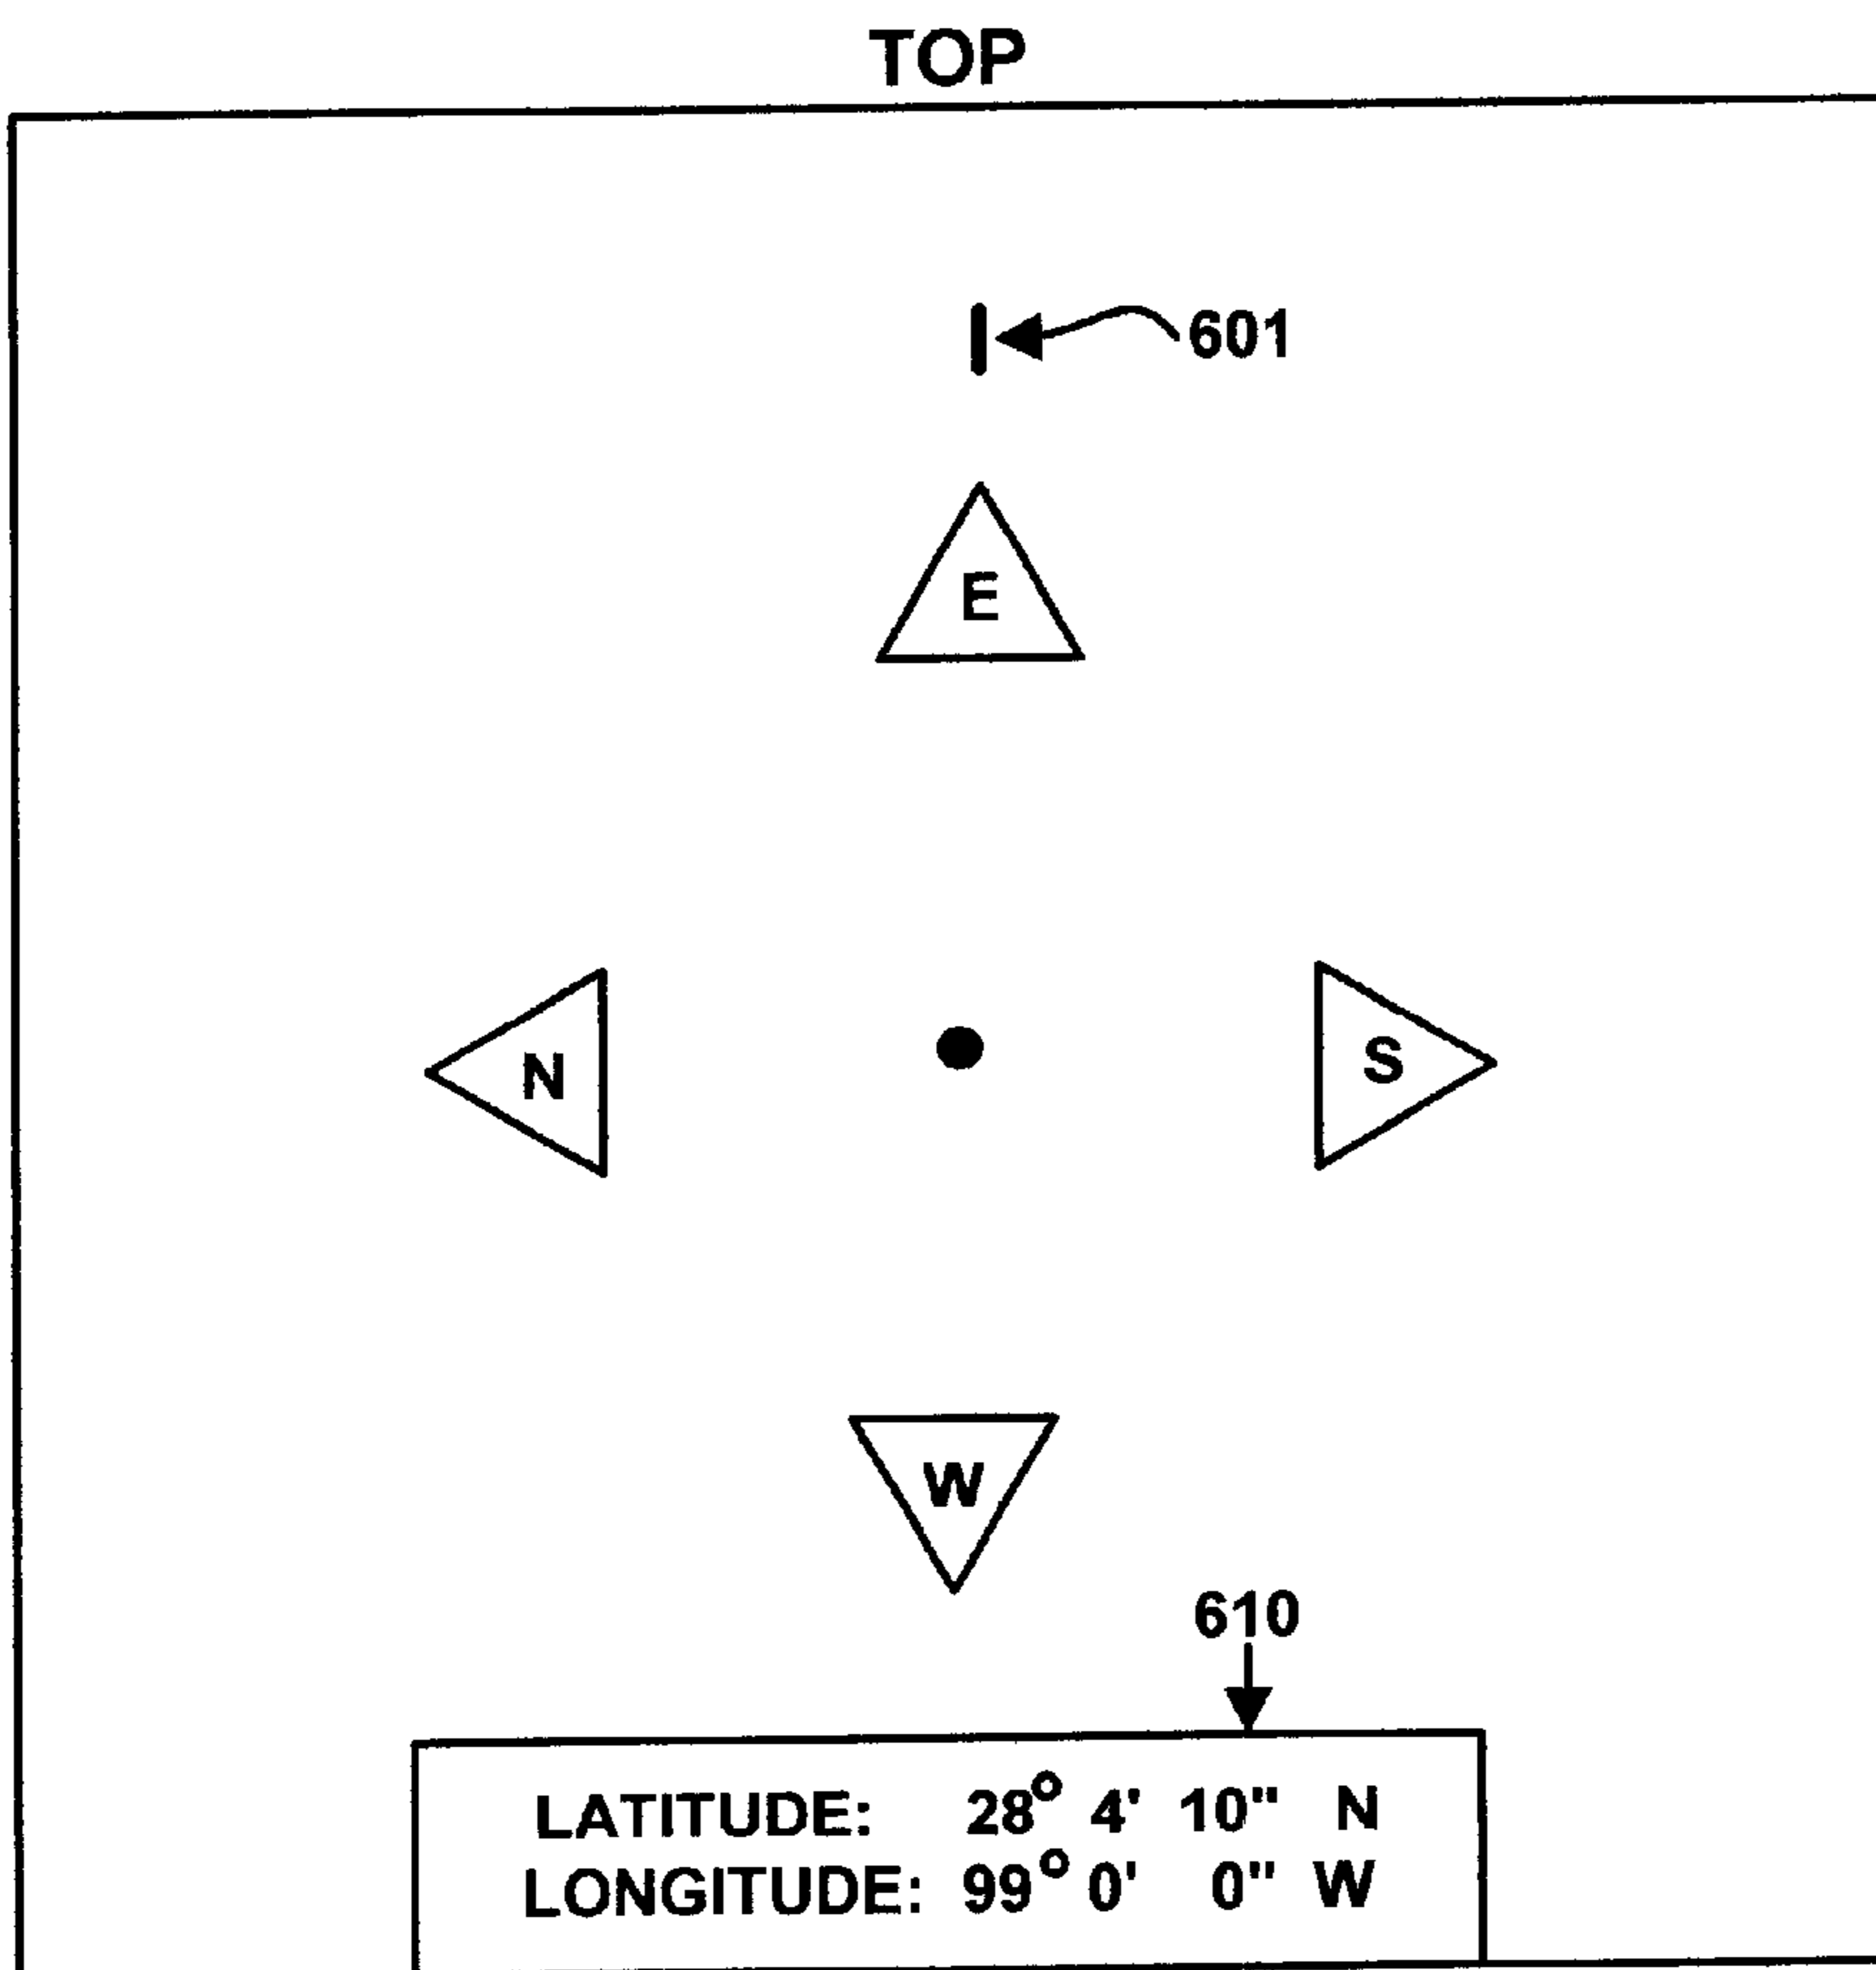 TOP
601
E
N
S
W
610
LATITUDE: 28° 4' 10" N
LONGITUDE: 99° 0' 0" W